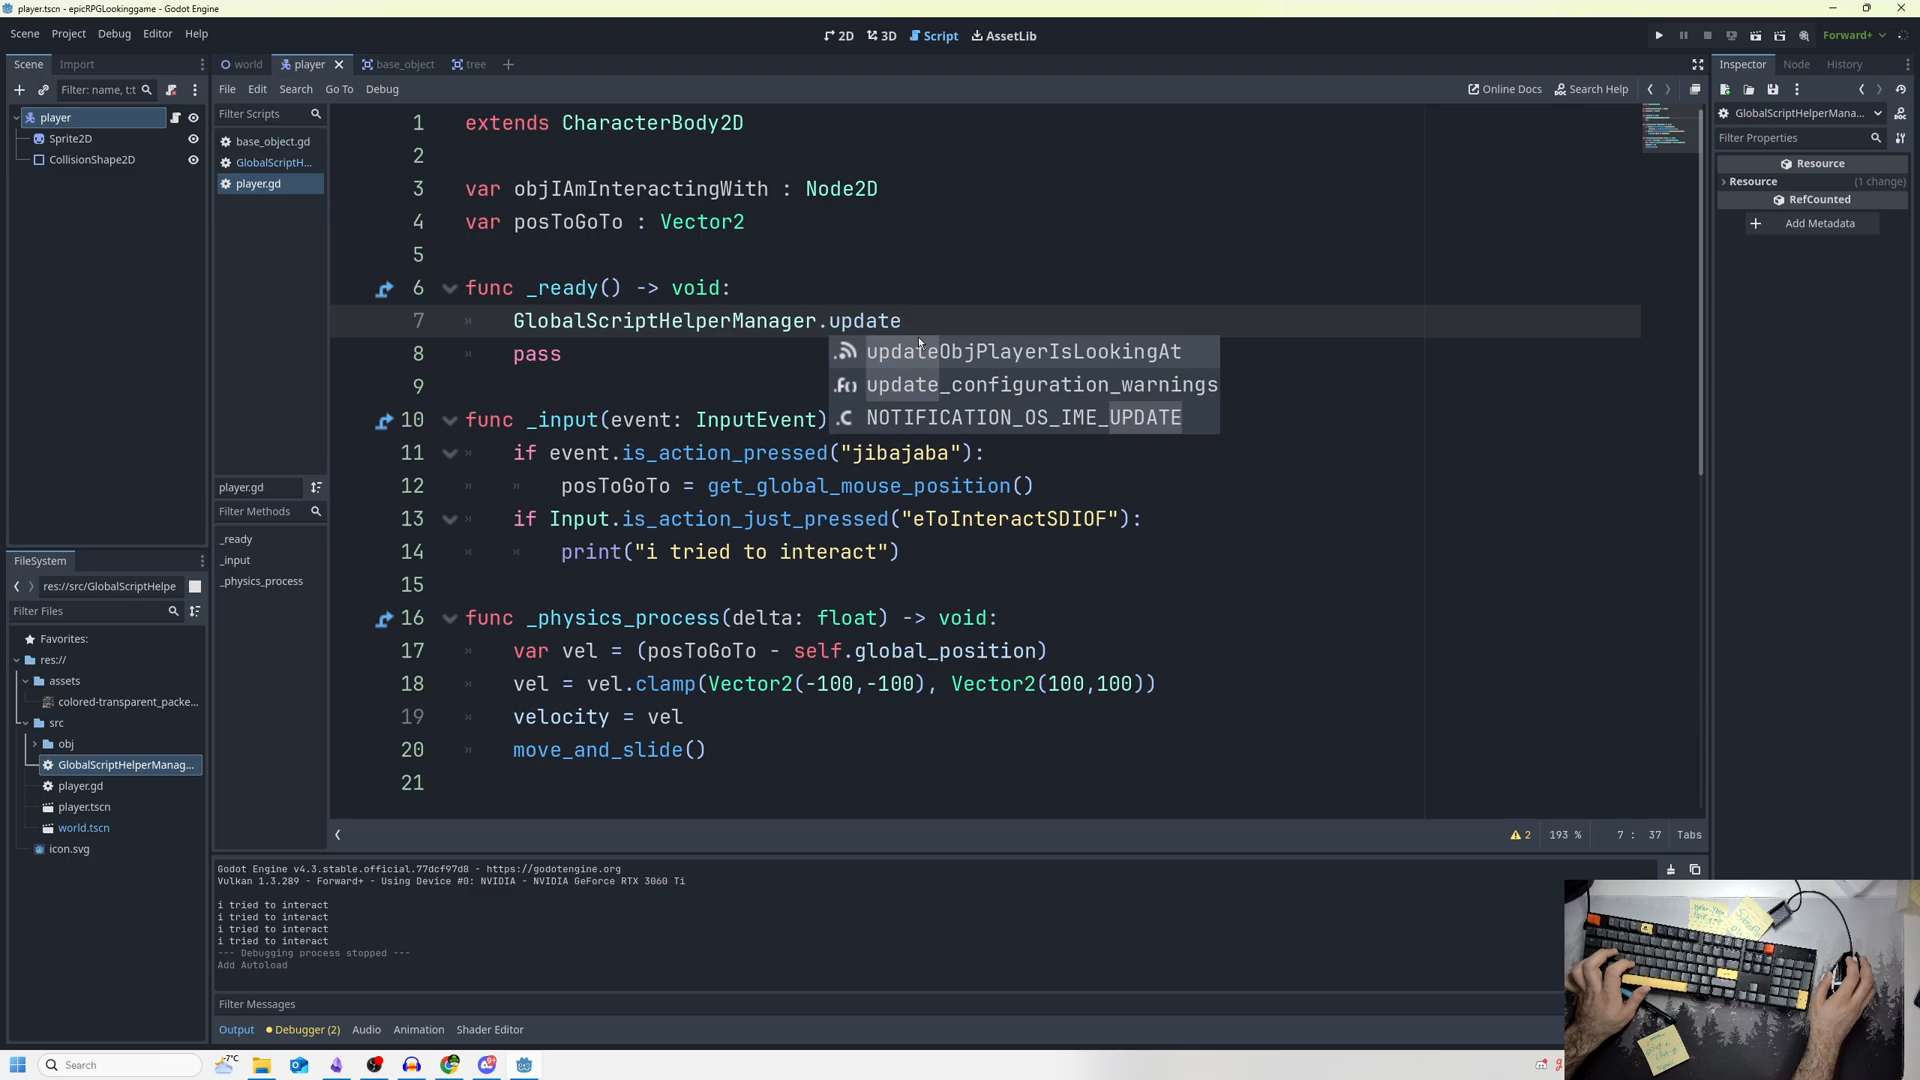 player.tscn - epicRPGLookinggame - Godot Engine
Scene Project Debug Editor Help
2D 3D Script AssetLib
Forward+
Scene Import
world player base_object tree
Inspector Node History
Filter: name, t:t
File Edit Search Go To Debug
Online Docs Search Help
player
Sprite2D
CollisionShape2D
Filter Scripts
base_object.gd
GlobalScriptH...
player.gd
GlobalScriptHelperMana...
Filter Properties
Resource
Resource (1 change)
RefCounted
Add Metadata
1 extends CharacterBody2D
2
3 var objIAmInteractingWith : Node2D
4 var posToGoTo : Vector2
5
6 func _ready() -> void:
7 GlobalScriptHelperManager.update
8 pass
9
updateObjPlayerIsLookingAt
update_configuration_warnings
NOTIFICATION_OS_IME_UPDATE
10 func _input(event: InputEvent)
11 if event.is_action_pressed("jibajaba"):
12 posToGoTo = get_global_mouse_position()
13 if Input.is_action_just_pressed("eToInteractSDIOF"):
14 print("i tried to interact")
15
16 func _physics_process(delta: float) -> void:
17 var vel = (posToGoTo - self.global_position)
18 vel = vel.clamp(Vector2(-100,-100), Vector2(100,100))
19 velocity = vel
20 move_and_slide()
21
player.gd
Filter Methods
_ready
_input
_physics_process
FileSystem
res://src/GlobalScriptHelpe
Filter Files
Favorites:
res://
assets
colored-transparent_packe...
src
obj
GlobalScriptHelperManag...
player.gd
player.tscn
world.tscn
icon.svg
2 193 % 7 : 37 Tabs
Godot Engine v4.3.stable.official.77dcf97d8 - https://godotengine.org
Vulkan 1.3.289 - Forward+ - Using Device #0: NVIDIA - NVIDIA GeForce RTX 3060 Ti
i tried to interact
i tried to interact
i tried to interact
i tried to interact
--- Debugging process stopped ---
Add Autoload
Filter Messages
Output Debugger (2) Audio Animation Shader Editor
Search
-7°C